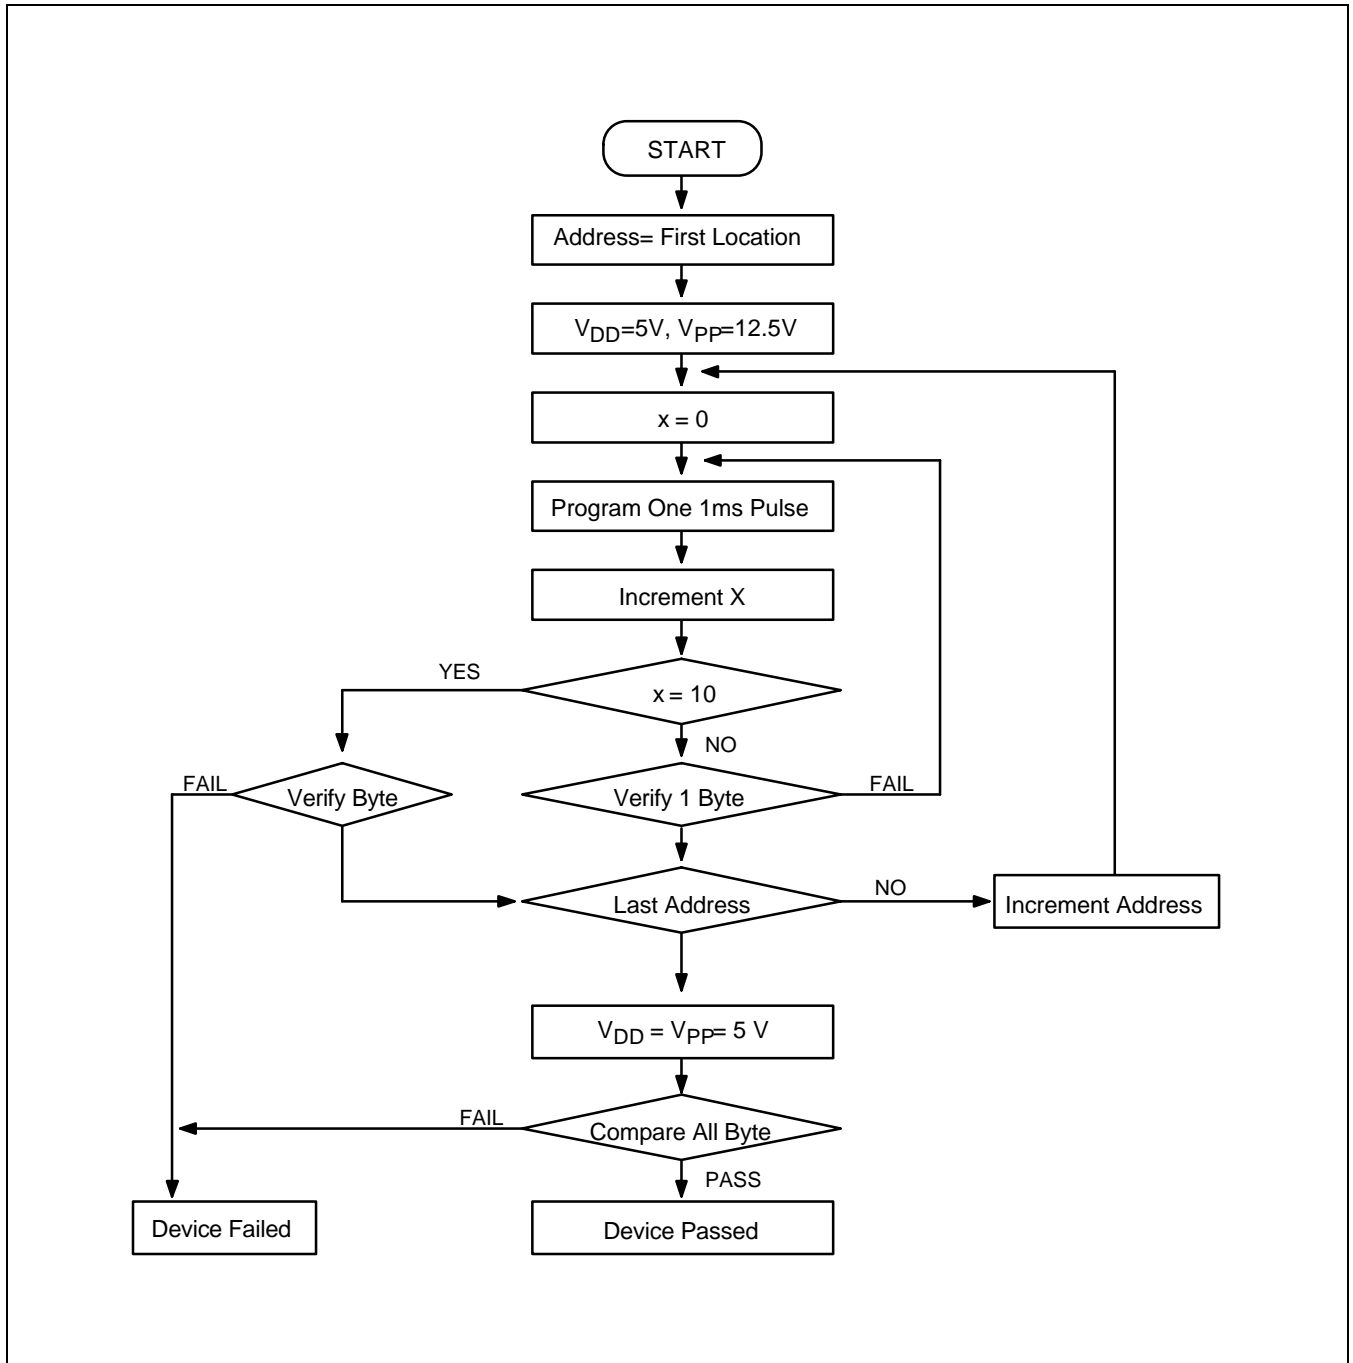 START
Address= First Location
VDD=5V, VPP=12.5V
x = 0
Program One 1ms Pulse
Increment X
YES
x = 10
NO
FAIL
Verify Byte
Verify 1 Byte
FAIL
Last Address
NO
Increment Address
VDD = VPP= 5 V
FAIL
Compare All Byte
PASS
Device Failed
Device Passed